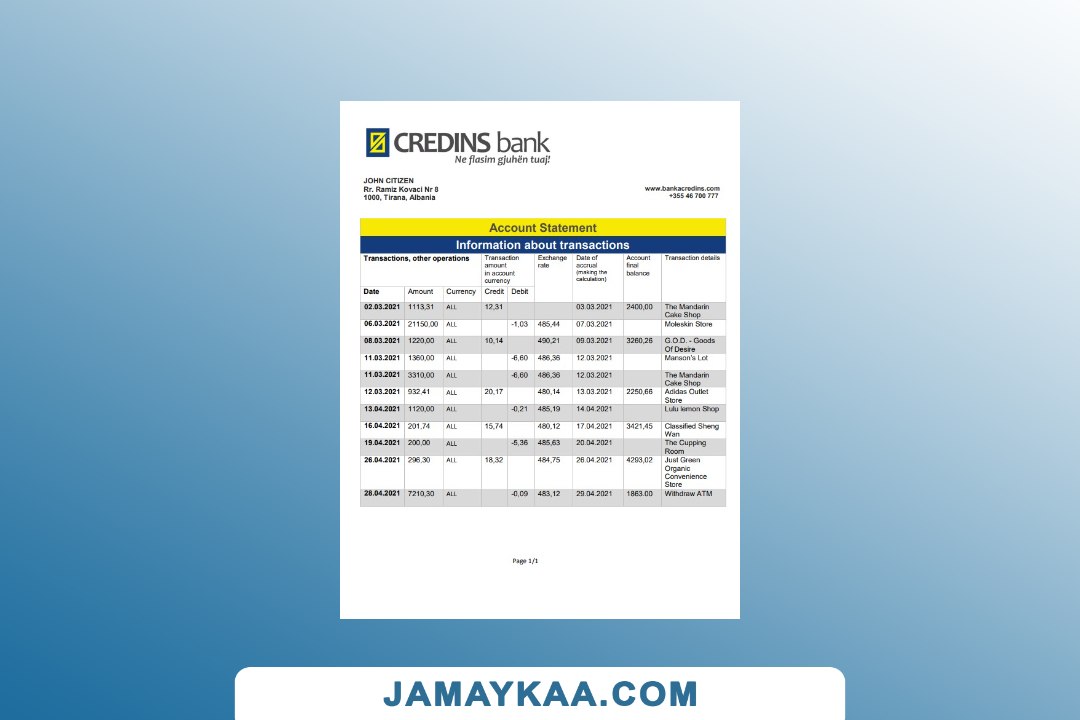 CREDINS bank
Ne flasim gjuhën tuaj!
JOHN CITIZEN
Rr. Ramiz Kovaci Nr 8
1000, Tirana, Albania
www.bankacredins.com
+355 46 700 777
Account Statement
Information about transactions
Transactions, other operations
Transaction
amount
in account
currency
Exchange
rate
Date of
accrual
(making the
calculation)
Account
final
balance
Transaction details
Date Amount Currency Credit Debit
02.03.2021 1113,31 ALL 12,31 03.03.2021 2400,00 The Mandarin
Cake Shop
06.03.2021 21150,00 ALL -1,03 485,44 07.03.2021 Moleskin Store
08.03.2021 1220,00 ALL 10,14 490,21 09.03.2021 3260,26 G.O.D. - Goods
Of Desire
11.03.2021 1360,00 ALL -6,60 486,36 12.03.2021 Manson's Lot
11.03.2021 3310,00 ALL -6,60 486,36 12.03.2021 The Mandarin
Cake Shop
12.03.2021 932,41 ALL 20,17 480,14 13.03.2021 2250,66 Adidas Outlet
Store
13.04.2021 1120,00 ALL -0,21 485,19 14.04.2021 Lulu lemon Shop
16.04.2021 201,74 ALL 15,74 480,12 17.04.2021 3421,45 Classified Sheng
Wan
19.04.2021 200,00 ALL -5,36 485,63 20.04.2021 The Cupping
Room
26.04.2021 296,30 ALL 18,32 484,75 26.04.2021 4293,02 Just Green
Organic
Convenience
Store
28.04.2021 7210,30 ALL -0,09 483,12 29.04.2021 1863.00 Withdraw ATM
Page 1/1
JAMAYKAA.COM